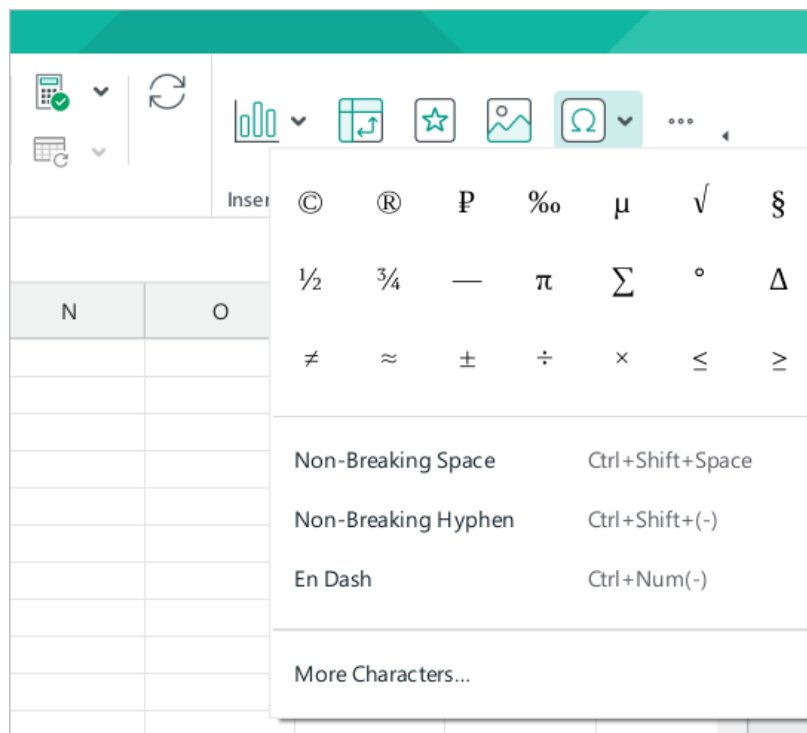 Inser
© ® ₽ ‰ µ √ §
½ ¾ — π ∑ ° Δ
≠ ≈ ± ÷ × ≤ ≥
N O
Non-Breaking Space Ctrl+Shift+Space
Non-Breaking Hyphen Ctrl+Shift+(-)
En Dash Ctrl+Num(-)
More Characters...